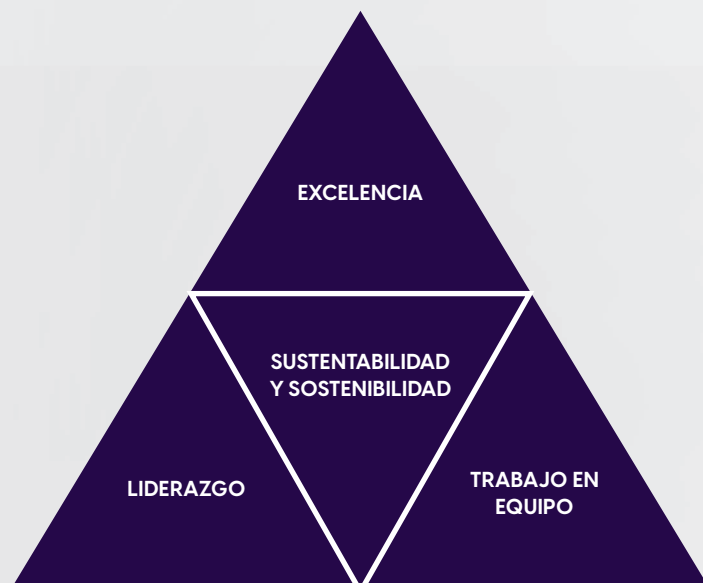 EXCELENCIA
SUSTENTABILIDAD
Y SOSTENIBILIDAD
LIDERAZGO
TRABAJO EN
EQUIPO